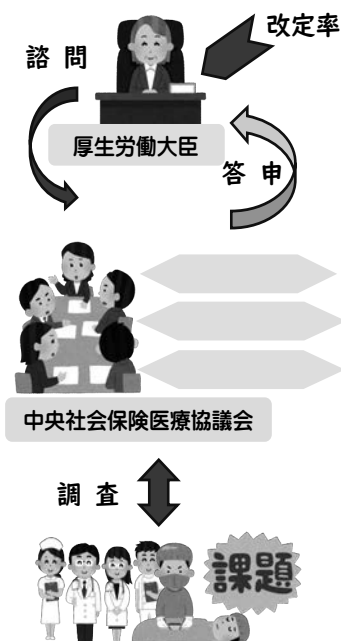 改定率
諮問
厚生労働大臣
答申
中央社会保険医療協議会
調査
課題